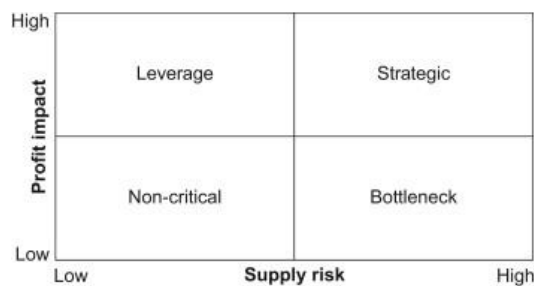 High
Leverage
Strategic
Profit impact
Non-critical
Bottleneck
Low
Low
Supply risk
High